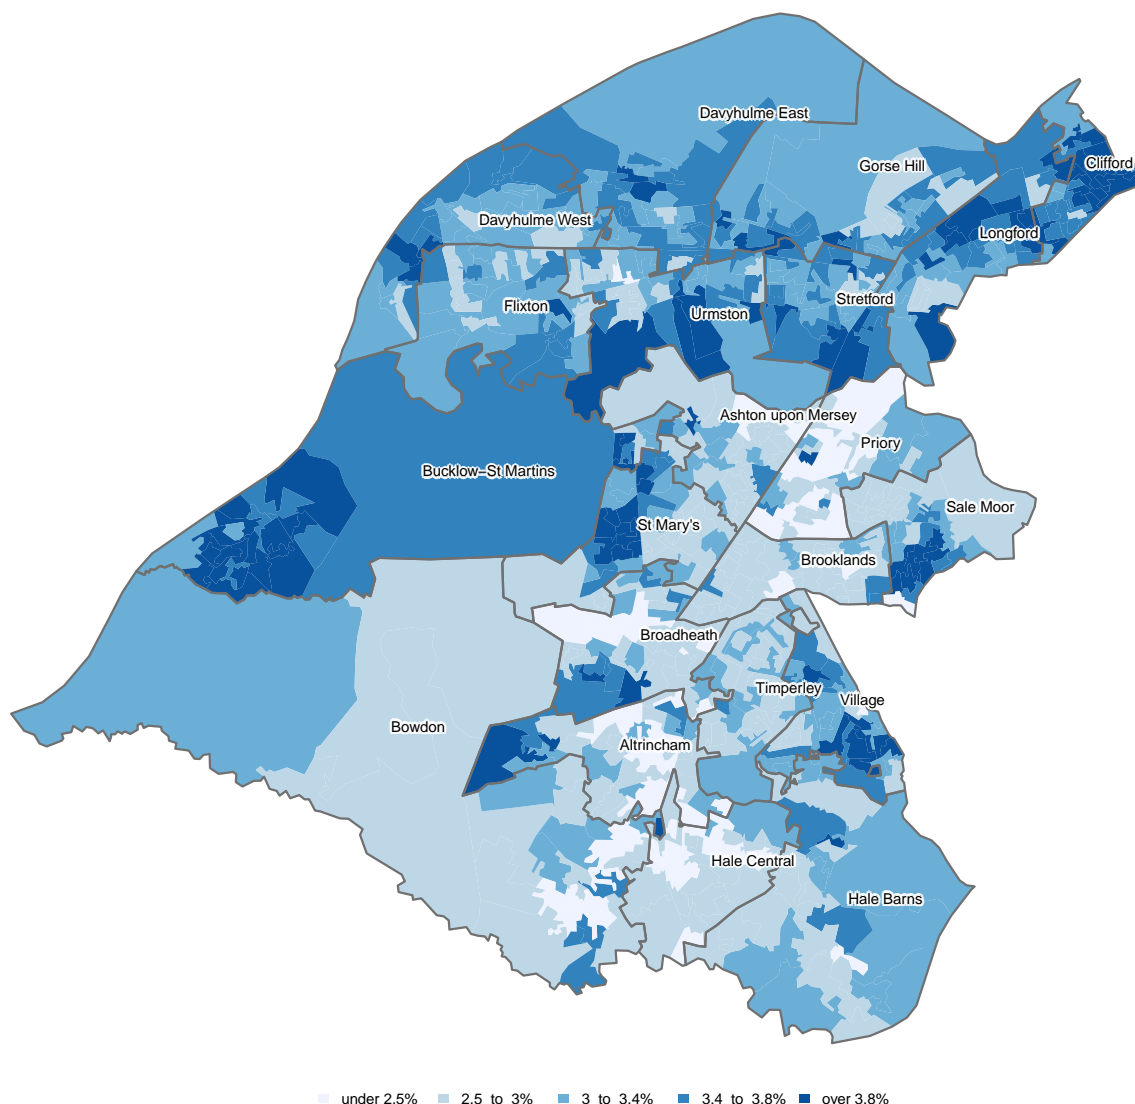 Davyhulme East
Clifford
Gorse Hill
Davyhulme West
Longford
Stretford
Flixton
Urmston
Ashton upon Mersey
Priory
Bucklow–St Martins
Sale Moor
St Mary's
Brooklands
Broadheath
Timperley
Village
Bowdon
Altrincham
Hale Central
Hale Barns
under 2.5% 2.5 to 3% 3 to 3.4% 3.4 to 3.8% over 3.8%